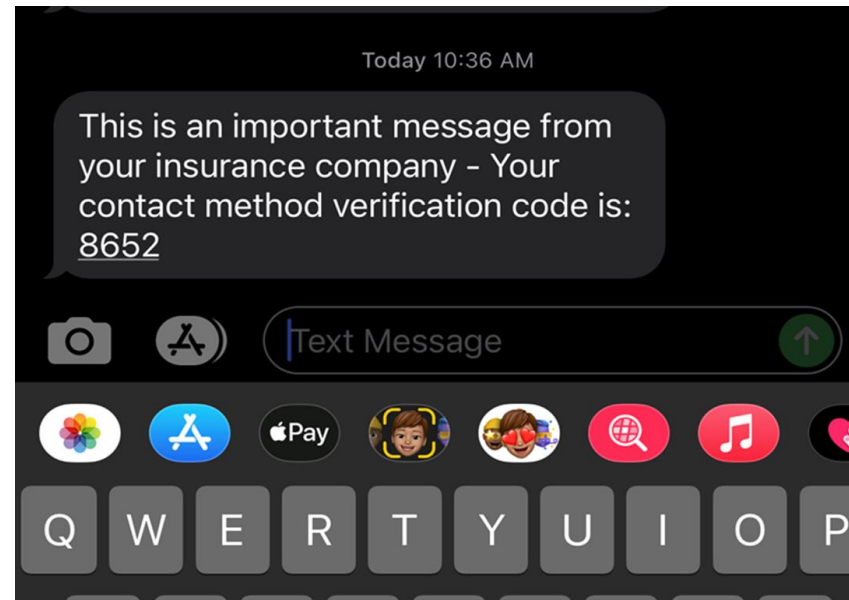 Today 10:36 AM
This is an important message from
your insurance company - Your
contact method verification code is:
8652
Text Message
Pay
Q W E R T Y U I O P